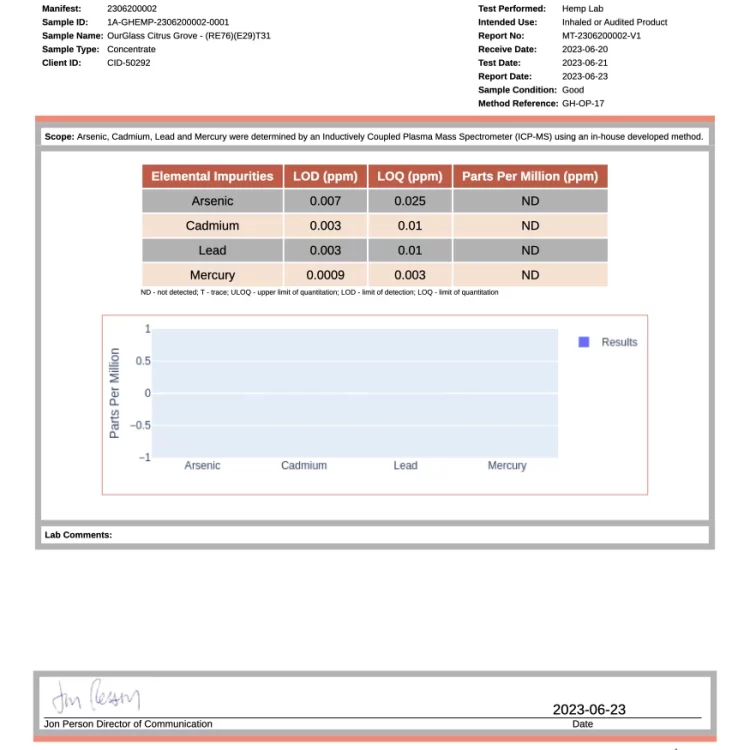 Manifest: 2306200002
Sample ID: 1A-GHEMP-2306200002-0001
Sample Name: OurGlass Citrus Grove - (RE76)(E29)T31
Sample Type: Concentrate
Client ID: CID-50292
Test Performed: Hemp Lab
Intended Use: Inhaled or Audited Product
Report No: MT-2306200002-V1
Receive Date: 2023-06-20
Test Date: 2023-06-21
Report Date: 2023-06-23
Sample Condition: Good
Method Reference: GH-OP-17
Scope: Arsenic, Cadmium, Lead and Mercury were determined by an Inductively Coupled Plasma Mass Spectrometer (ICP-MS) using an in-house developed method.
Elemental Impurities LOD (ppm) LOQ (ppm) Parts Per Million (ppm)
Arsenic 0.007 0.025 ND
Cadmium 0.003 0.01 ND
Lead 0.003 0.01 ND
Mercury 0.0009 0.003 ND
ND - not detected; T - trace; ULOQ - upper limit of quantitation; LOD - limit of detection; LOQ - limit of quantitation
Parts Per Million
1
0.5
0
−0.5
−1
Arsenic Cadmium Lead Mercury
Results
Lab Comments:
Jon Person
2023-06-23
Jon Person Director of Communication
Date